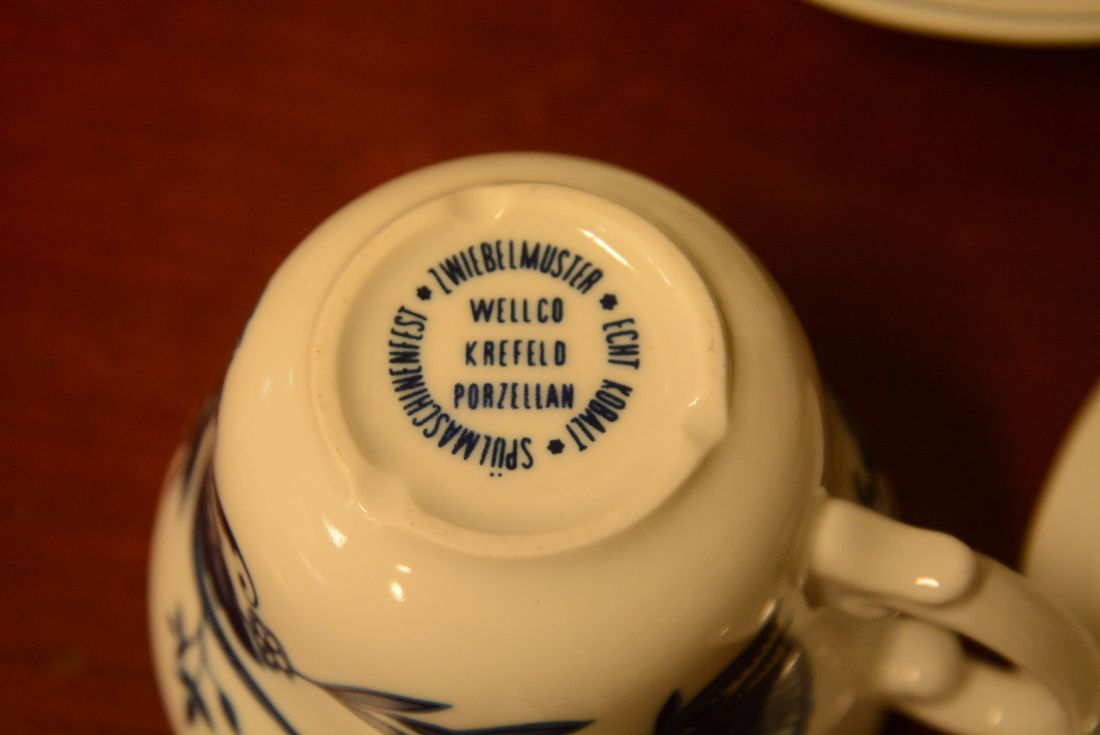 ZWIEBELMUSTER * ECHT KOBALT * SPÜLMASCHINENFEST *
WELLCO
KREFELD
PORZELLAN